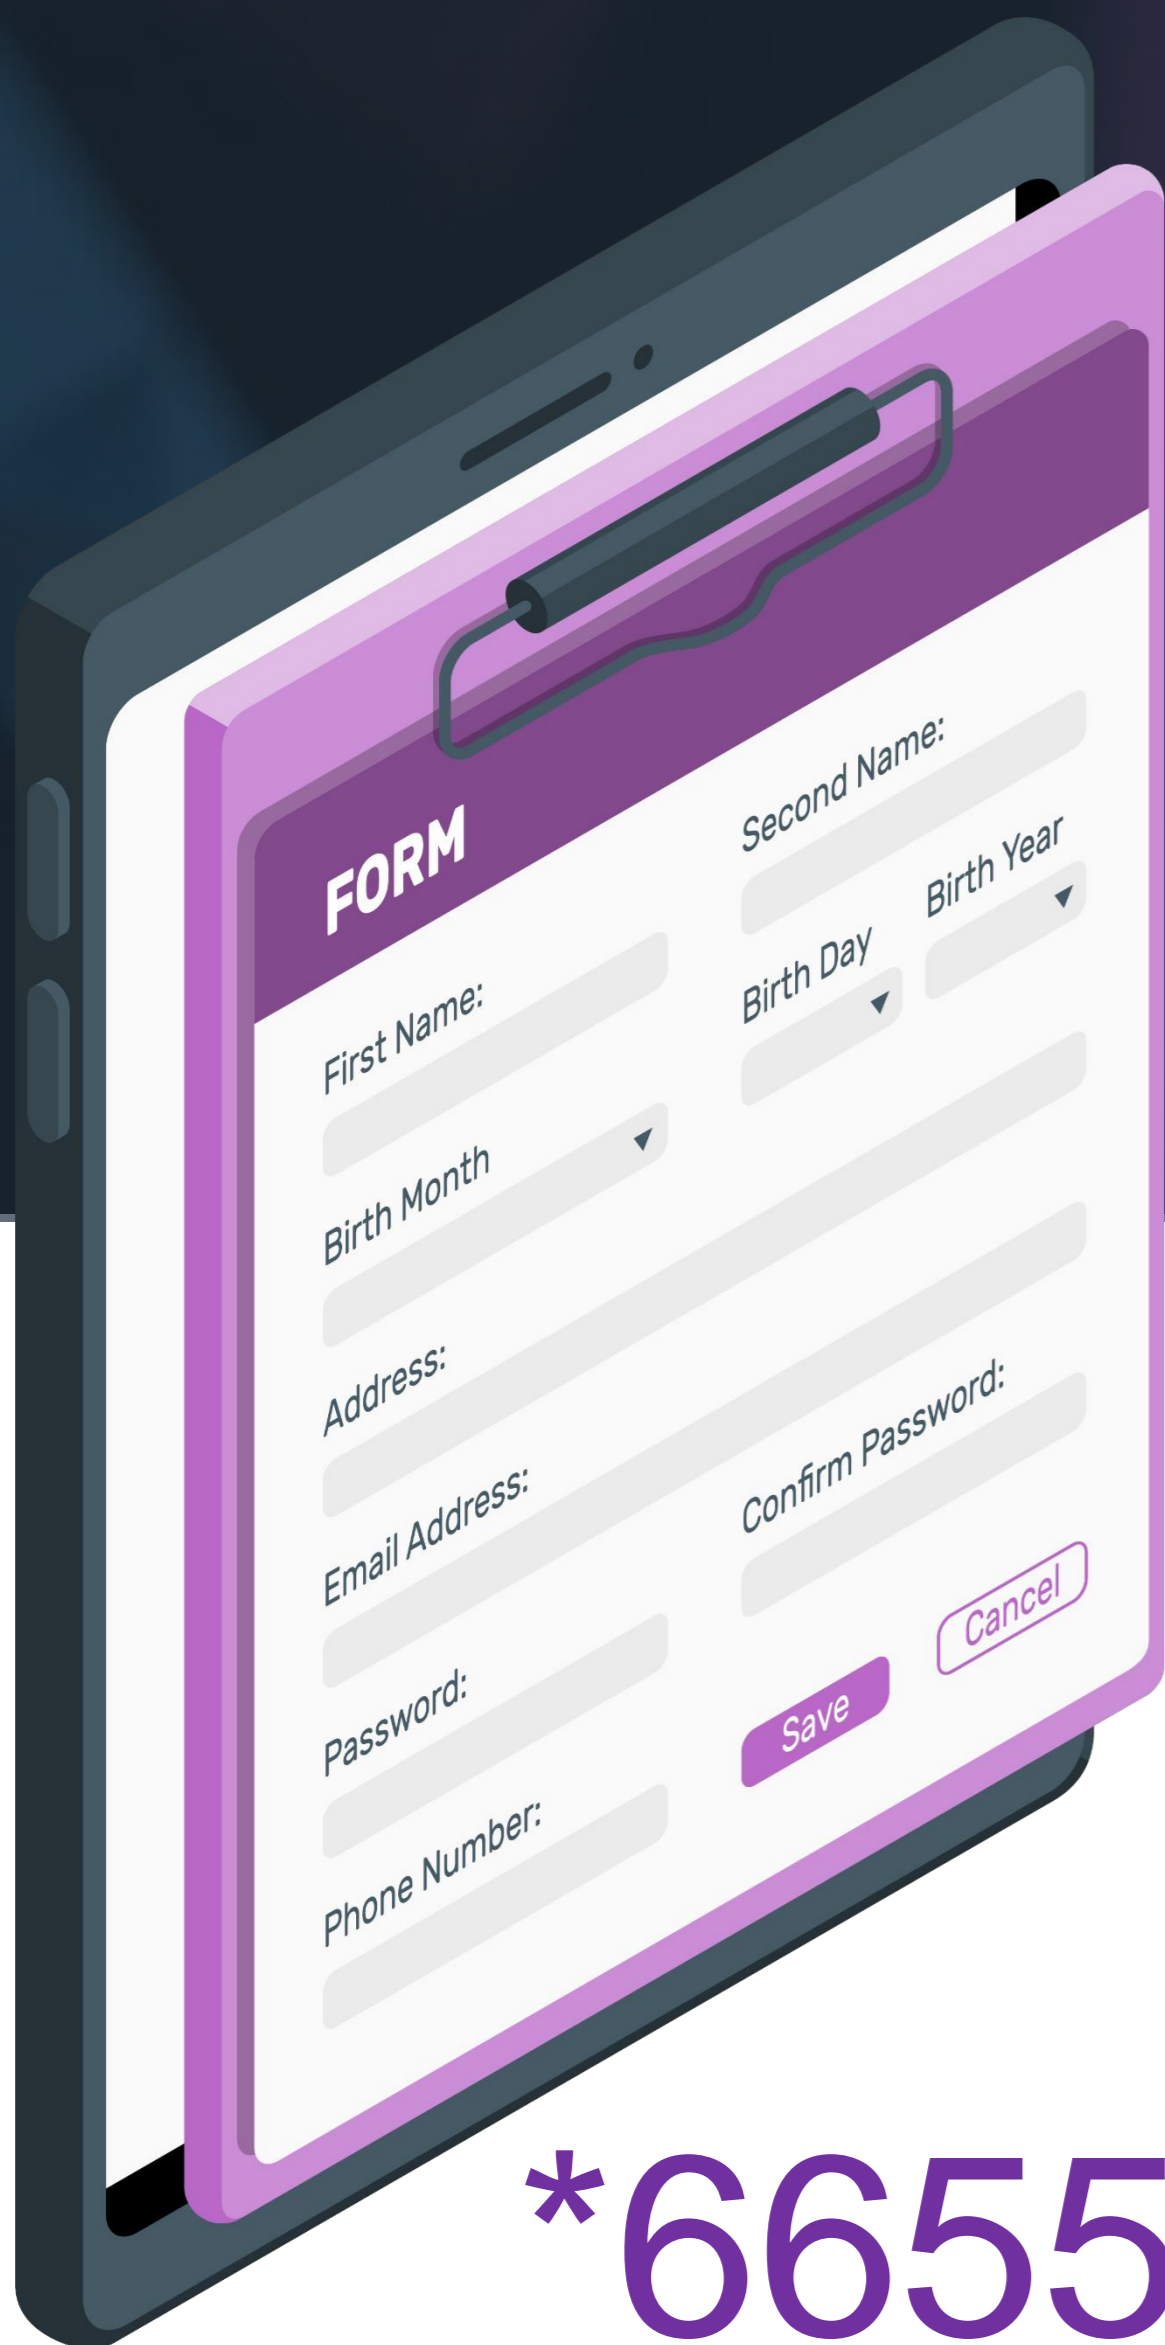 FORM
First Name:
Second Name:
Birth Month
Birth Day
Birth Year
Address:
Email Address:
Password:
Confirm Password:
Phone Number:
Save
Cancel
*6655